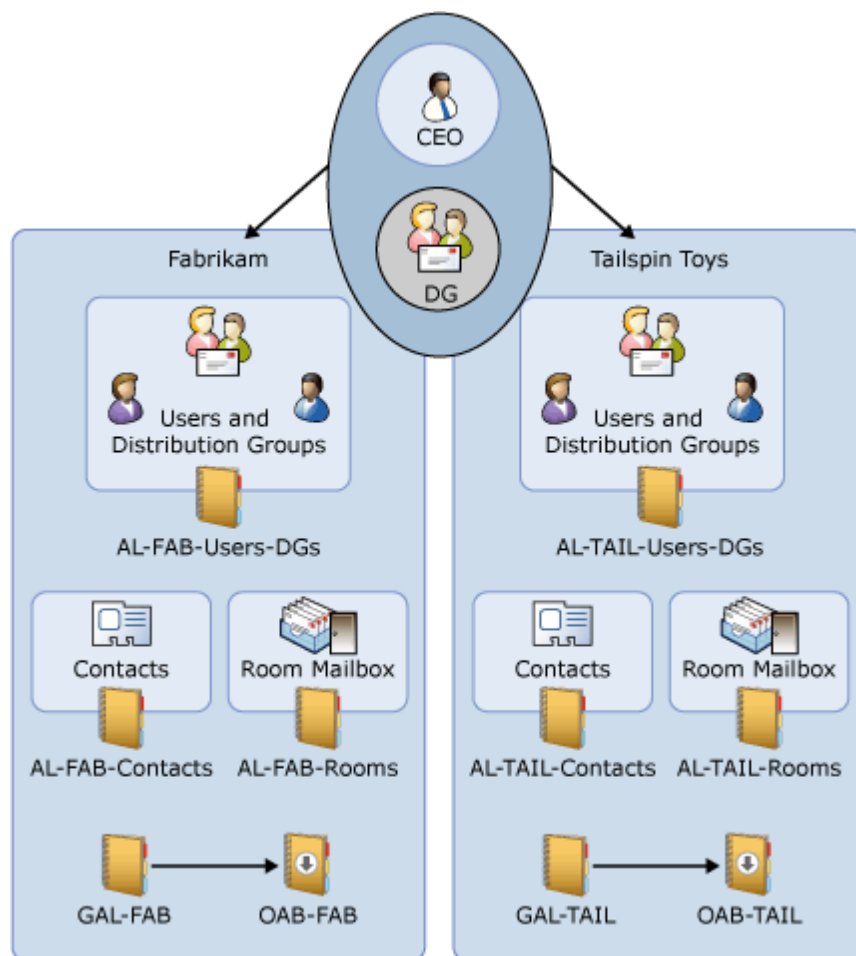 CEO
DG
Fabrikam
Users and
Distribution Groups
AL-FAB-Users-DGs
Contacts
Room Mailbox
AL-FAB-Contacts
AL-FAB-Rooms
GAL-FAB
OAB-FAB
Tailspin Toys
Users and
Distribution Groups
AL-TAIL-Users-DGs
Contacts
Room Mailbox
AL-TAIL-Contacts
AL-TAIL-Rooms
GAL-TAIL
OAB-TAIL